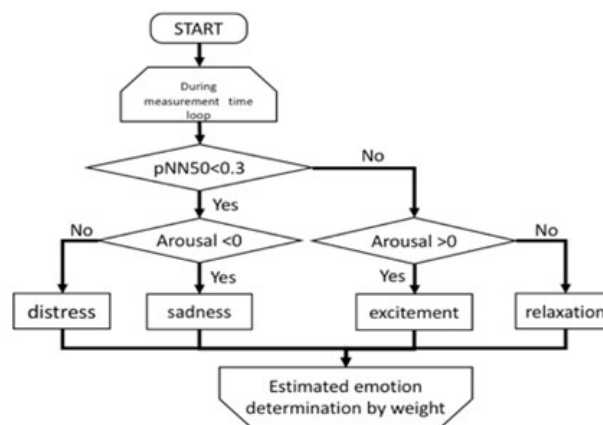 START
During
measurement time
loop
pNN50<0.3
No
Yes
No
Arousal <0
Arousal >0
No
Yes
Yes
distress
sadness
excitement
relaxation
Estimated emotion
determination by weight